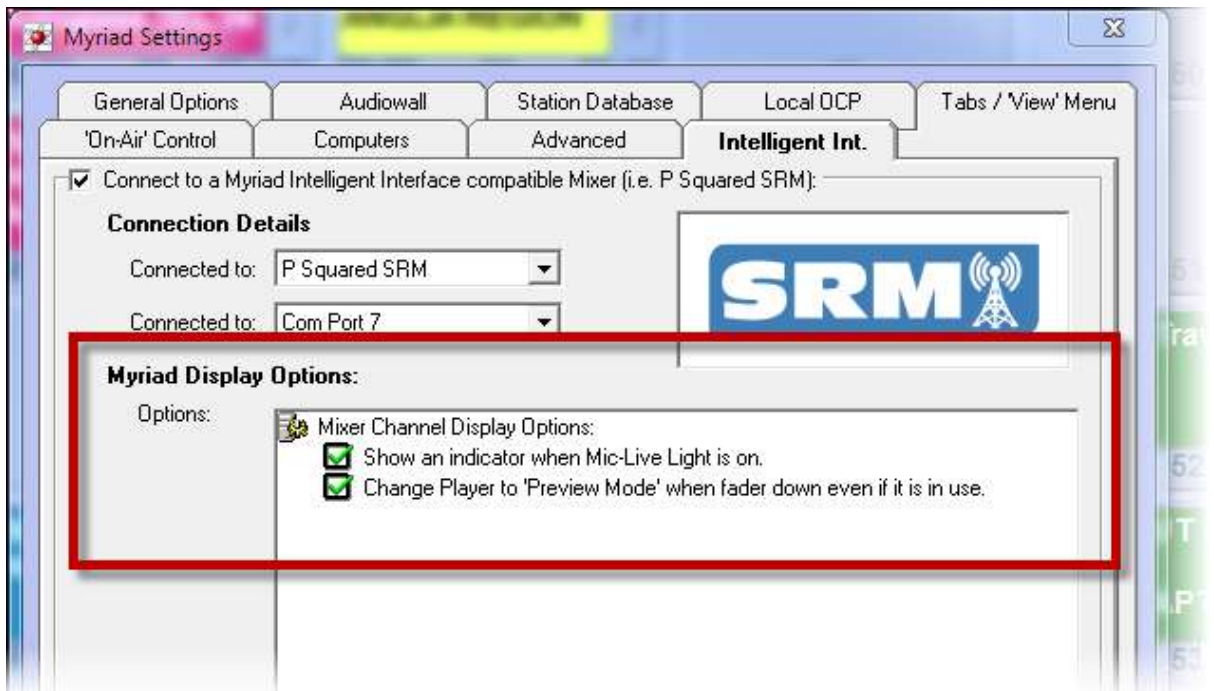 ANGLIA REGION
Myriad Settings
General Options Audiowall Station Database Local OCP Tabs / 'View' Menu
'On-Air' Control Computers Advanced Intelligent Int.
Connect to a Myriad Intelligent Interface compatible Mixer (i.e. P Squared SRM):
Connection Details
Connected to: P Squared SRM
SRM
Connected to: Com Port 7
Myriad Display Options:
Options:
Mixer Channel Display Options:
Show an indicator when Mic-Live Light is on.
Change Player to 'Preview Mode' when fader down even if it is in use.
52